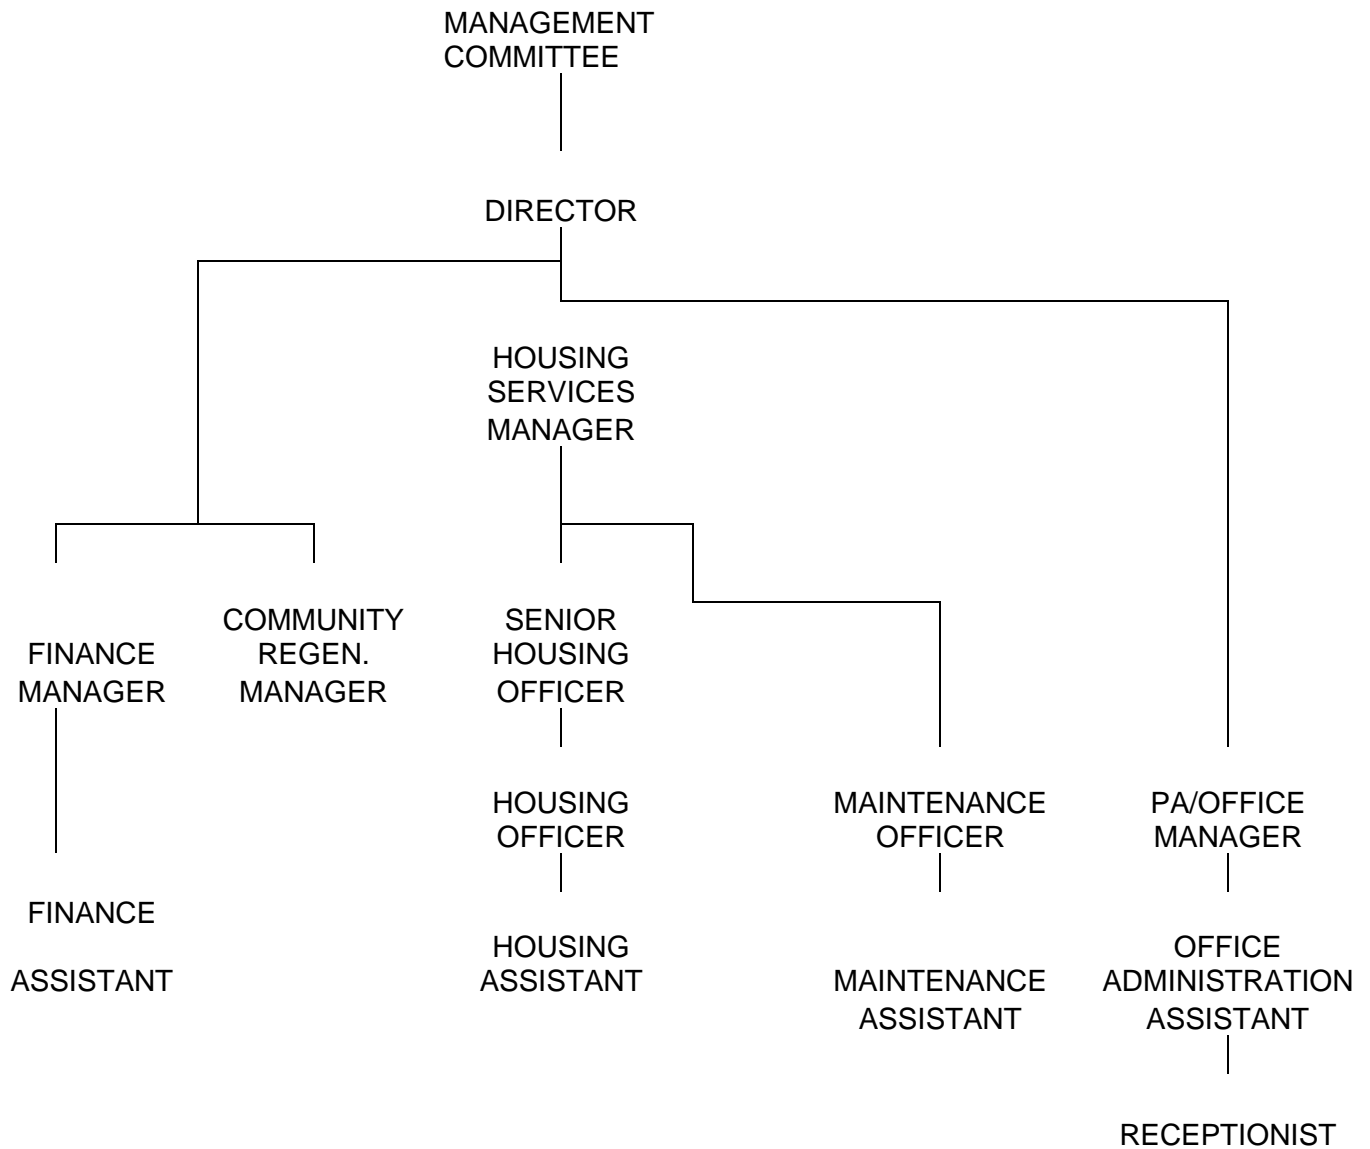 MANAGEMENT
COMMITTEE
DIRECTOR
HOUSING
SERVICES
MANAGER
FINANCE
MANAGER
COMMUNITY
REGEN.
MANAGER
SENIOR
HOUSING
OFFICER
HOUSING
OFFICER
MAINTENANCE
OFFICER
PA/OFFICE
MANAGER
FINANCE
ASSISTANT
HOUSING
ASSISTANT
MAINTENANCE
ASSISTANT
OFFICE
ADMINISTRATION
ASSISTANT
RECEPTIONIST